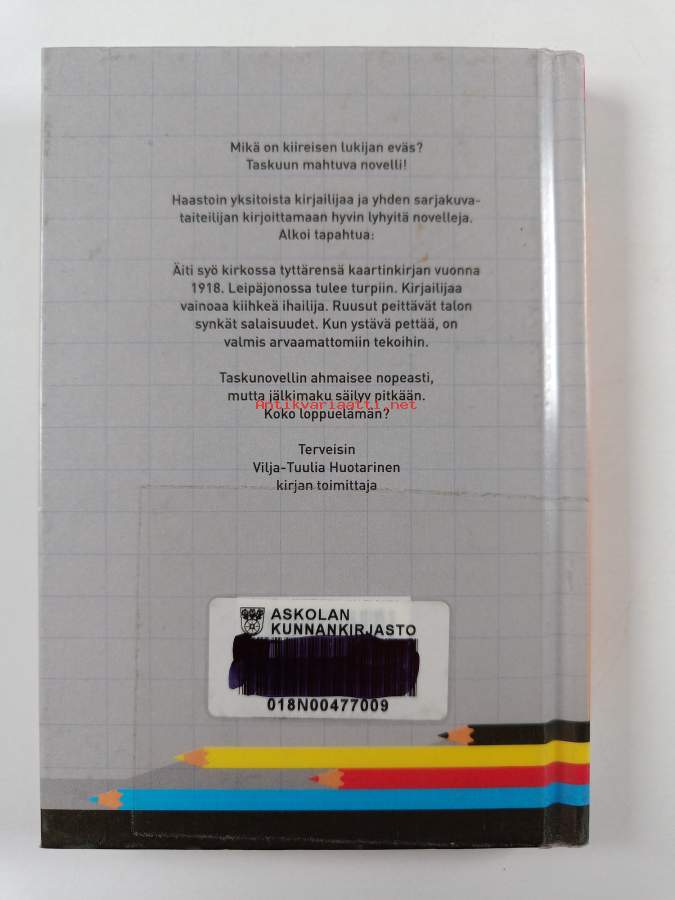 Mikä on kiireisen lukijan eväs?
Taskuun mahtuva novelli!
Haastoin yksitoista kirjailijaa ja yhden sarjakuva-
taiteilijan kirjoittamaan hyvin lyhyitä novelleja.
Alkoi tapahtua:
Äiti syö kirkossa tyttärensä kaartinkirjan vuonna
1918. Leipäjonossa tulee turpiin. Kirjailijaa
vainoaa kiihkeä ihailija. Ruusut peittävät talon
synkät salaisuudet. Kun ystävä pettää, on
valmis arvaamattomiin tekoihin.
Taskunovellin ahmaisee nopeasti,
mutta jälkimaku säilyy pitkään.
Antikvariaatti.net
Koko loppuelämän?
Terveisin
Vilja-Tuulia Huotarinen
kirjan toimittaja
ASKOLAN
KUNNANKIRJASTO
018N00477009